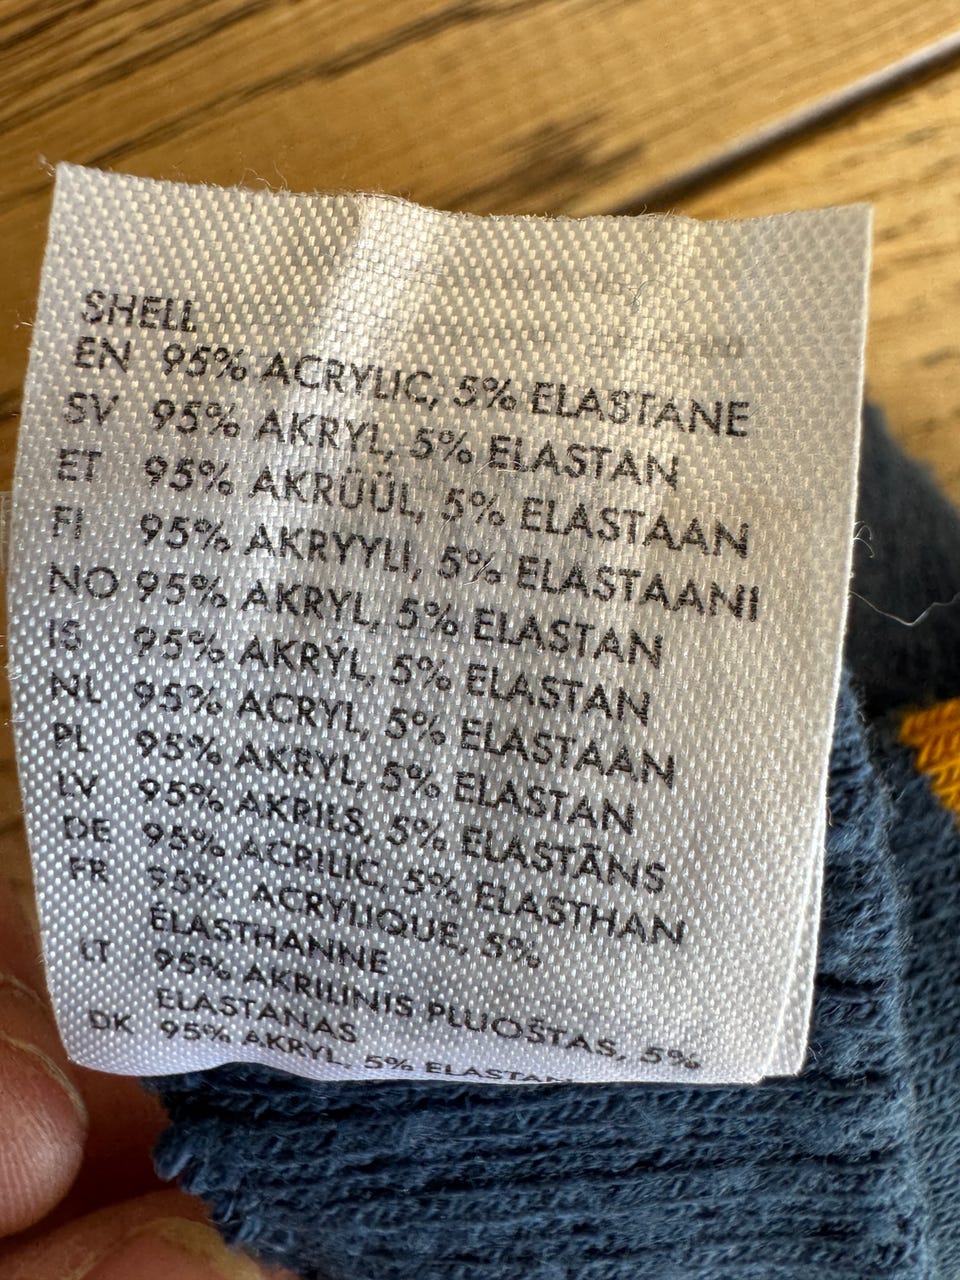 SHELL
EN 95% ACRYLIC, 5% ELASTANE
SV 95% AKRYL, 5% ELASTAN
ET 95% AKRÜÜL, 5% ELASTAAN
FI 95% AKRYYLI, 5% ELASTAANI
NO 95% AKRYL, 5% ELASTAN
IS 95% AKRÝL, 5% ELASTAN
NL 95% ACRYL, 5% ELASTAAN
PL 95% AKRYL, 5% ELASTAN
LV 95% AKRILS, 5% ELASTĀNS
DE 95% ACRILIC, 5% ELASTHAN
FR 95% ACRYLIQUE, 5%
ÉLASTHANNE
LT 95% AKRILINIS PLUOŠTAS, 5%
ELASTANAS
DK 95% AKRYL, 5% ELASTAN